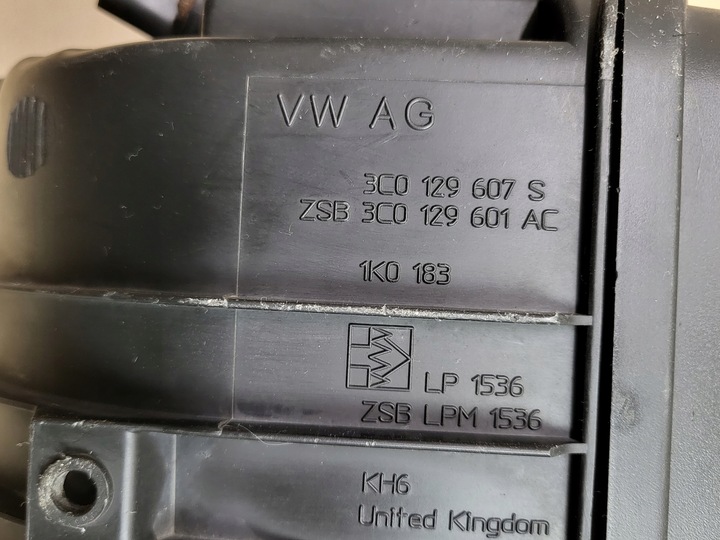 VW AG
3C0 129 607 S
ZSB 3C0 129 601 AC
1K0 183
LP 1536
ZSB LPM 1536
KH6
United Kingdom